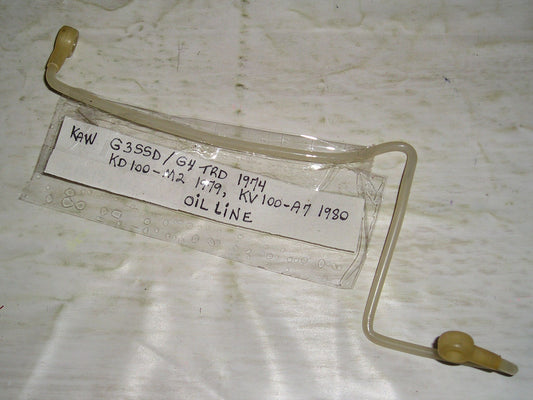 KAW G3SSD/G4 TRD 1974
KD100-M2 1979, KV100-A7 1980
OIL LINE